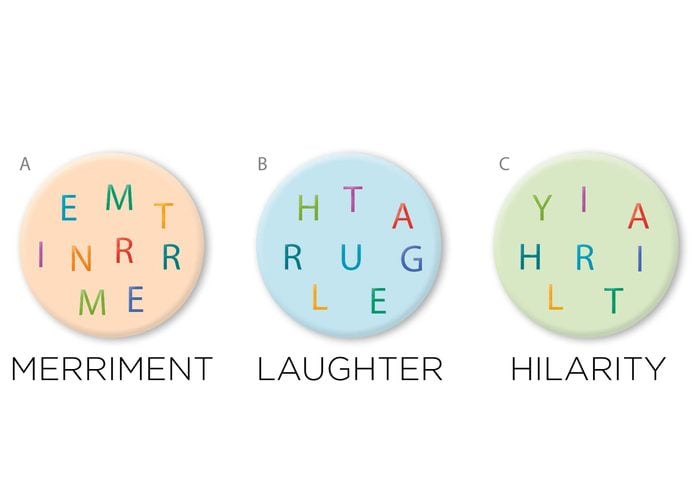 A B C
E M T
I N R R
M E
H T A
R U G
L E
Y I A
H R I
L T
MERRIMENT LAUGHTER HILARITY